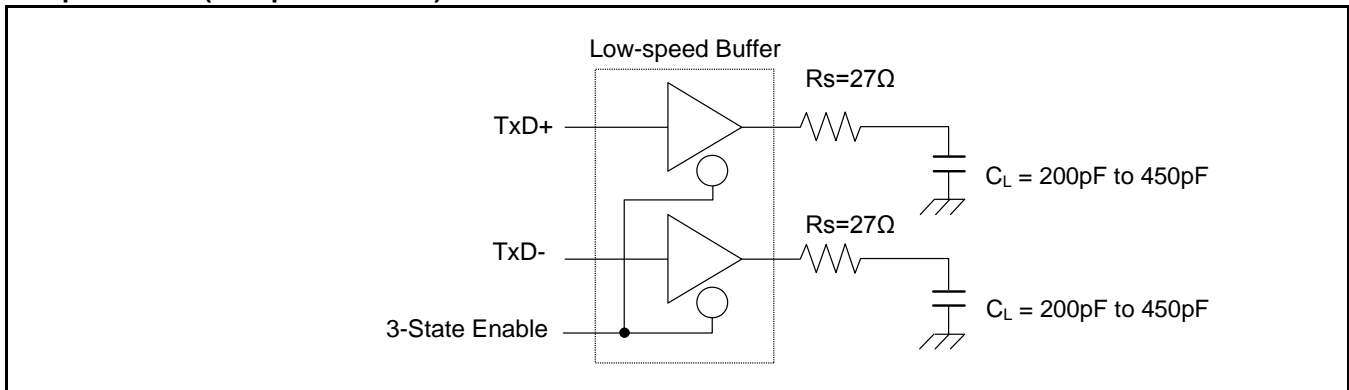 Low-speed Buffer
Rs=27Ω
TxD+
C_L = 200pF to 450pF
Rs=27Ω
TxD-
C_L = 200pF to 450pF
3-State Enable